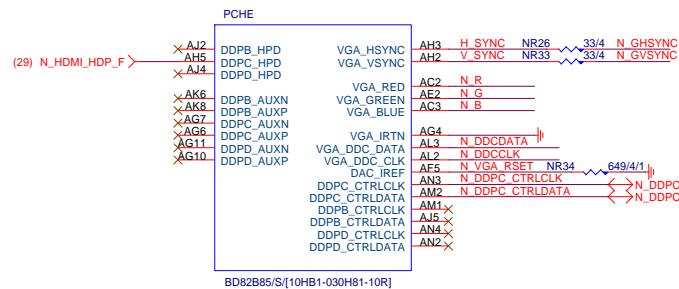 PCHE
AJ2 DDPB_HPD VGA_HSYNC AH3 H_SYNC NR26 33/4 N_GHSYNC
(29) N_HDMI_HDP_F AH5 DDPC_HPD VGA_VSYNC AH2 V_SYNC NR33 33/4 N_GVSYNC
AJ4 DDPD_HPD
VGA_RED AC2 N_R
AK6 DDPB_AUXN VGA_GREEN AE2 N_G
AK8 DDPB_AUXP VGA_BLUE AC3 N_B
AG7 DDPC_AUXN
AG6 DDPC_AUXP VGA_IRTN AG4
AG11 DDPD_AUXN VGA_DDC_DATA AL3 N_DDCDATA
AG10 DDPD_AUXP VGA_DDC_CLK AL2 N_DDCCLK
DAC_IREF AF5 N_VGA_RSET NR34 649/4/1
DDPC_CTRLCLK AN3 N_DDPC_CTRLCLK N_DDPC
DDPC_CTRLDATA AM2 N_DDPC_CTRLDATA N_DDPC
DDPB_CTRLCLK AM1
DDPB_CTRLDATA AJ5
DDPD_CTRLCLK AN4
DDPD_CTRLDATA AN2
BD82B85/S/[10HB1-030H81-10R]